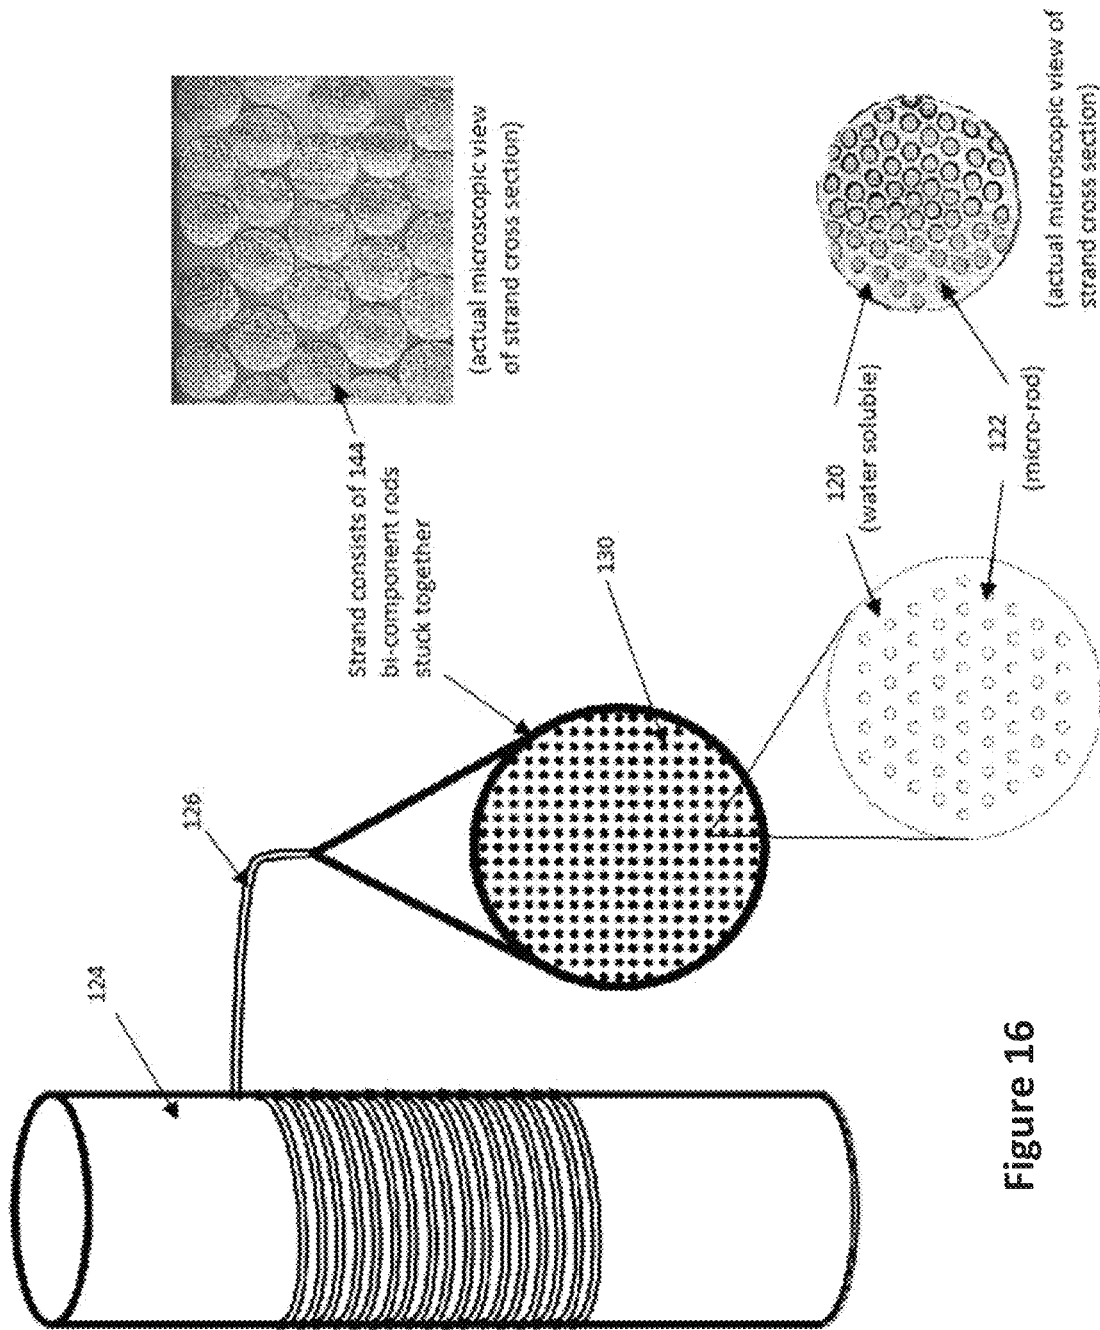 124
126
Strand consists of 144
bi-component rods
stuck together
(actual microscopic view
of strand cross section)
130
120
(water soluble)
122
(micro-rod)
(actual microscopic view of
strand cross section)
Figure 16